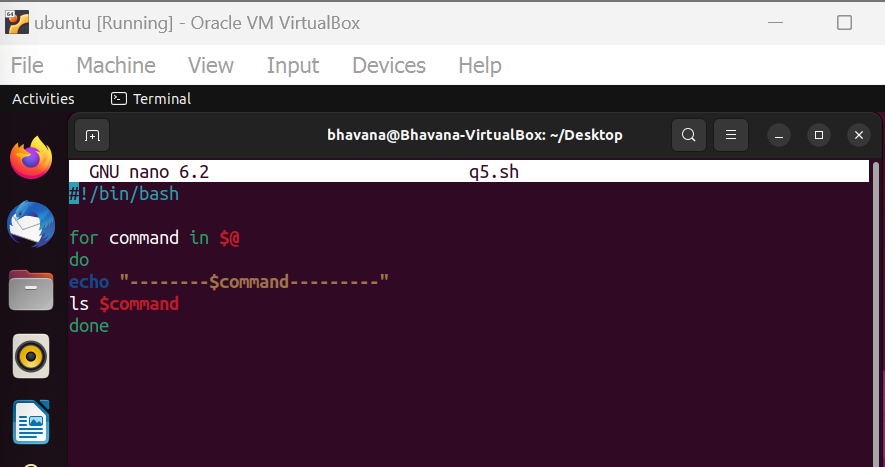 64
ubuntu [Running] - Oracle VM VirtualBox
File Machine View Input Devices Help
Activities Terminal
bhavana@Bhavana-VirtualBox: ~/Desktop
GNU nano 6.2 q5.sh
#!/bin/bash
for command in $@
do
echo "--------$command---------"
ls $command
done